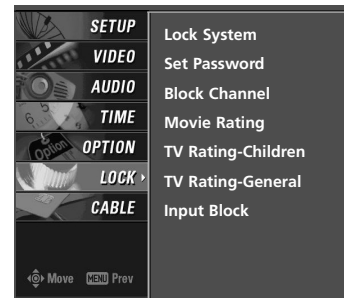 SETUP
VIDEO
AUDIO
TIME
OPTION
LOCK
CABLE
Move MENU Prev
Lock System
Set Password
Block Channel
Movie Rating
TV Rating-Children
TV Rating-General
Input Block
Option